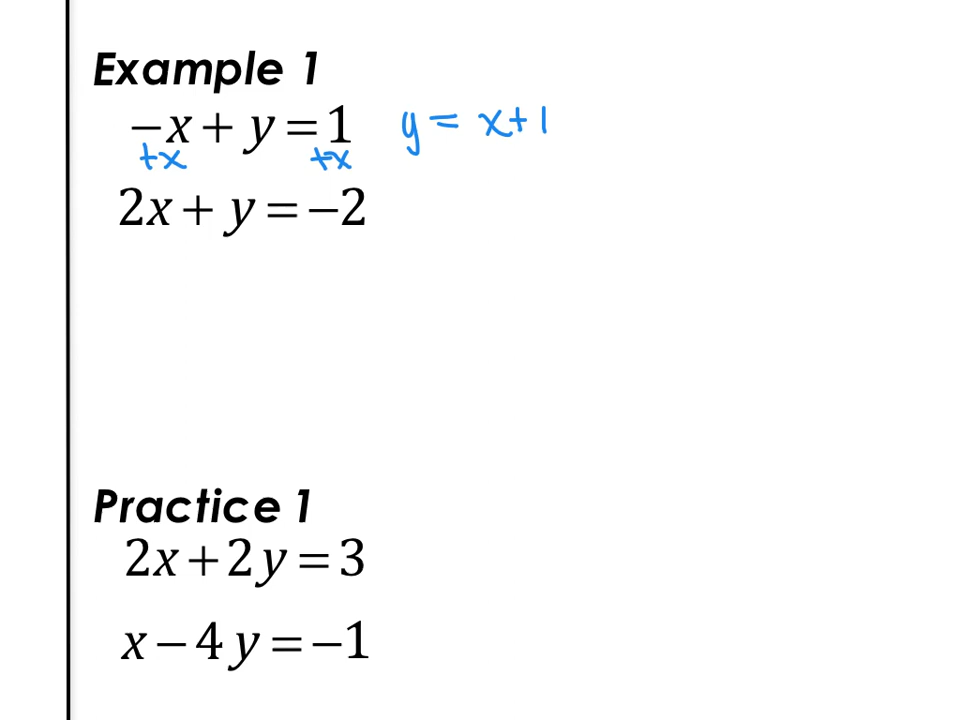 Example 1
−x + y = 1 y = x+1
+x +x
2x + y = −2
Practice 1
2x + 2y = 3
x − 4y = −1